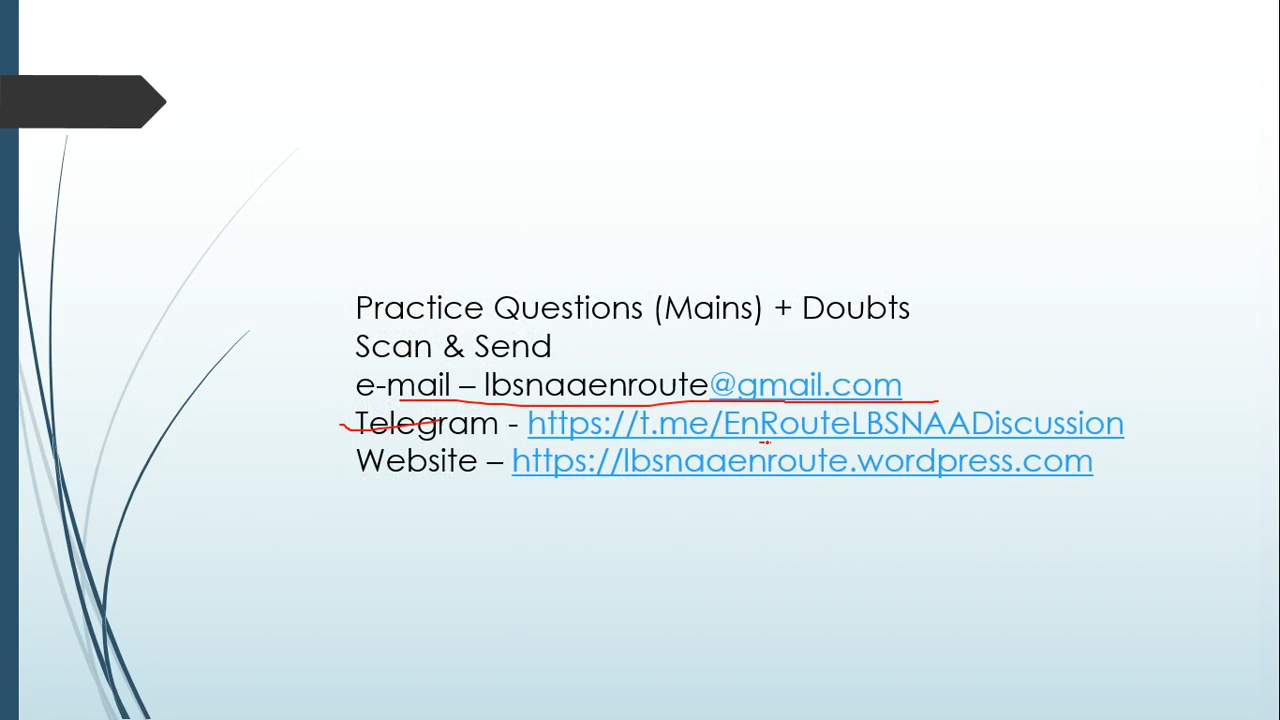 Practice Questions (Mains) + Doubts
Scan & Send
e-mail – lbsnaaenroute@gmail.com
Telegram - https://t.me/EnRouteLBSNAADiscussion
Website – https://lbsnaaenroute.wordpress.com